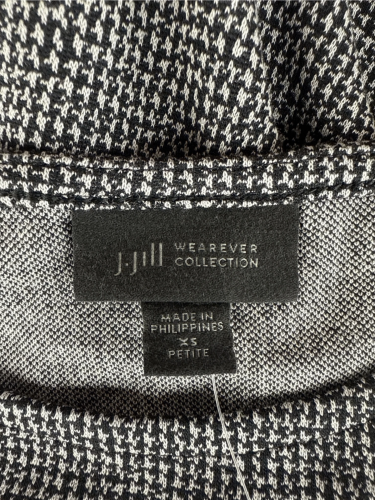 J.Jill WEAREVER
COLLECTION
MADE IN
PHILIPPINES
XS
PETITE